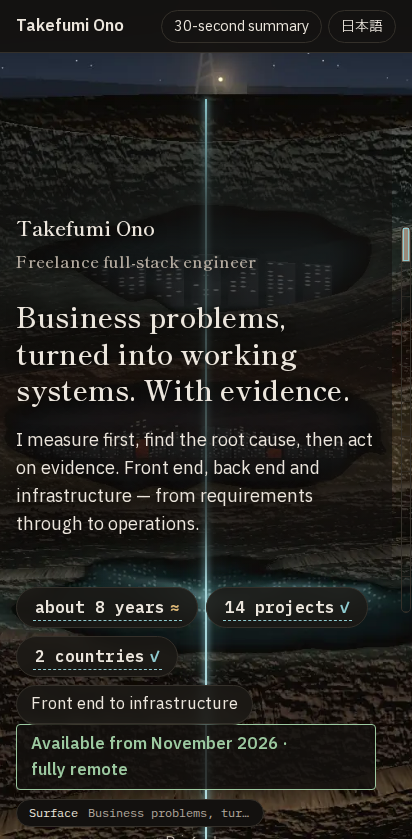 Takefumi Ono
30-second summary
日本語
Takefumi Ono
Freelance full-stack engineer
Business problems,
turned into working
systems. With evidence.
I measure first, find the root cause, then act
on evidence. Front end, back end and
infrastructure — from requirements
through to operations.
about 8 years ≈
14 projects ✓
2 countries ✓
Front end to infrastructure
Available from November 2026 ·
fully remote
Surface Business problems, tur…